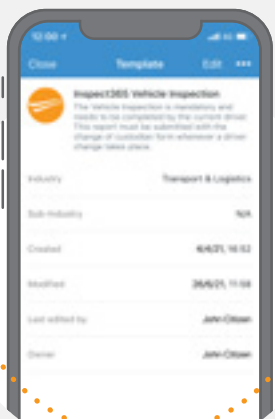 Close Template Edit •••
Inspect365 Vehicle Inspection
The Vehicle Inspection is mandatory and
needs to be completed by the current driver.
This report must be submitted with the
change of custodian form whenever a driver
change takes place.
Industry Transport & Logistics
Sub-Industry N/A
Created
Modified
Last edited by John Citizen
Owner John Citizen